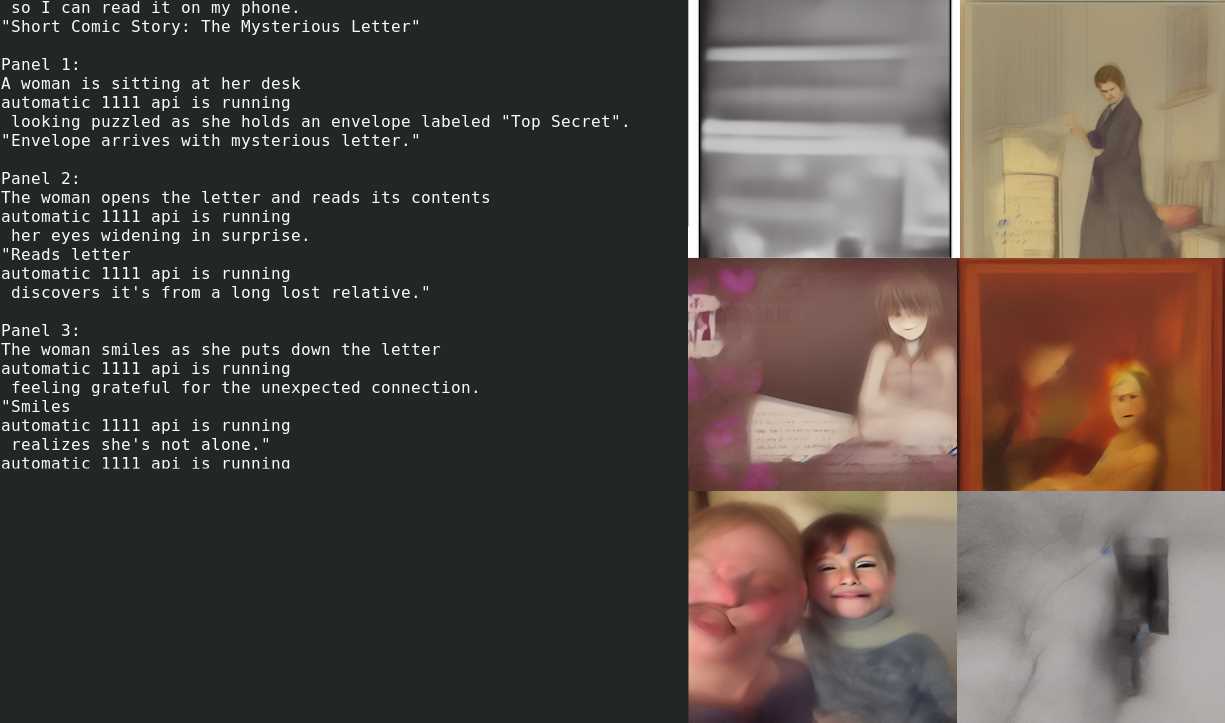 so I can read it on my phone.
"Short Comic Story: The Mysterious Letter"
Panel 1:
A woman is sitting at her desk
automatic 1111 api is running
looking puzzled as she holds an envelope labeled "Top Secret".
"Envelope arrives with mysterious letter."
Panel 2:
The woman opens the letter and reads its contents
automatic 1111 api is running
her eyes widening in surprise.
"Reads letter
automatic 1111 api is running
discovers it's from a long lost relative."
Panel 3:
The woman smiles as she puts down the letter
automatic 1111 api is running
feeling grateful for the unexpected connection.
"Smiles
automatic 1111 api is running
realizes she's not alone."
automatic 1111 api is running